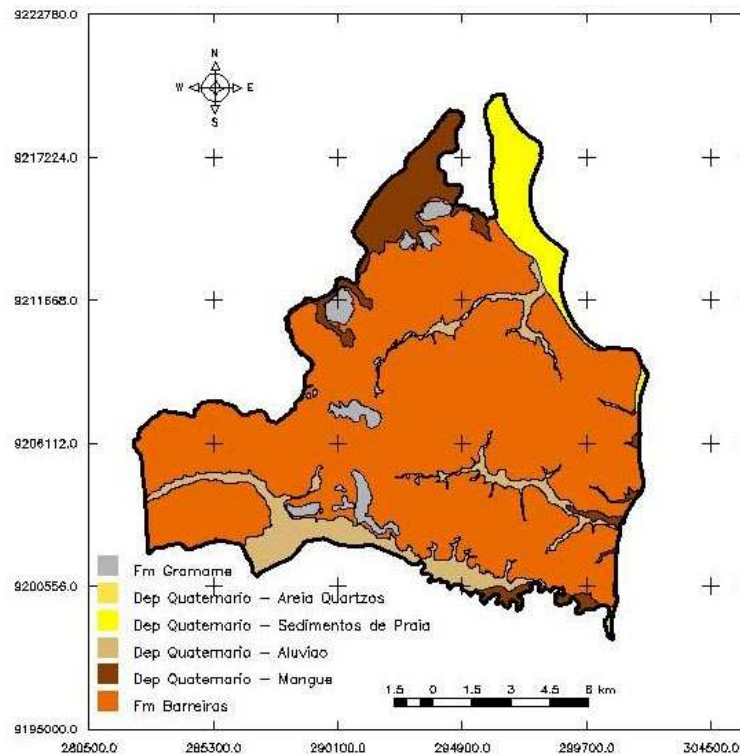 9222780.0
N
W E
S
9217224.0
9211668.0
9206112.0
9200556.0
9195000.0
Fm Gramame
Dep Quaternario - Areia Quartzos
Dep Quaternario - Sedimentos de Praia
Dep Quaternario - Aluviao
Dep Quaternario - Mangue
Fm Barreiras
1.5 0 1.5 3 4.5 6 km
280500.0 285300.0 290100.0 294900.0 299700.0 304500.0